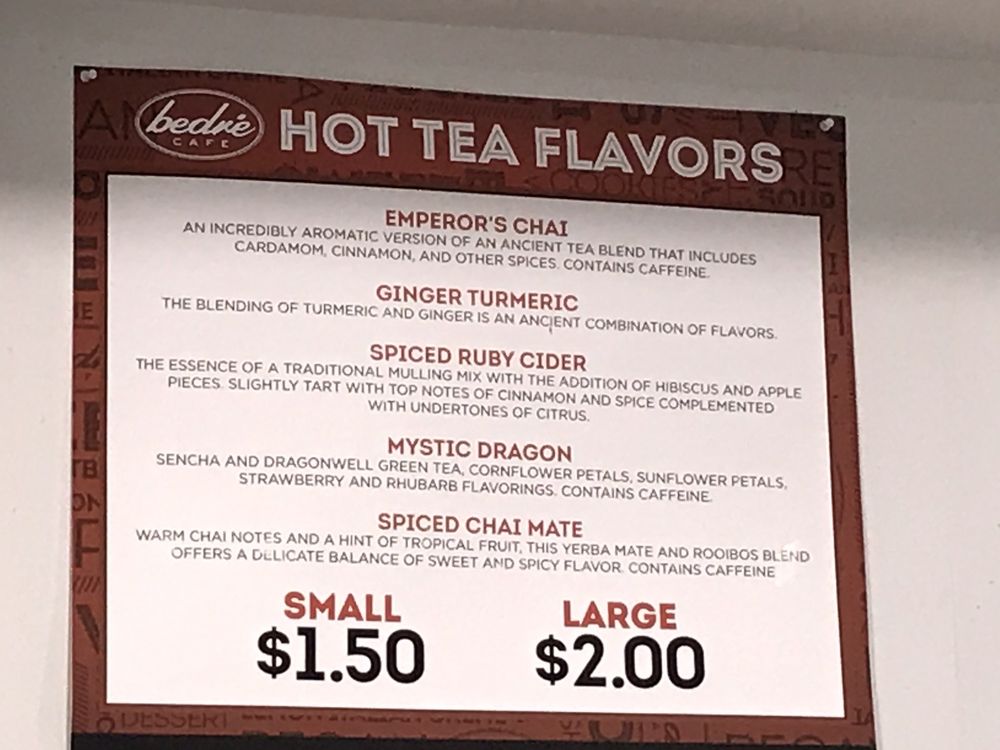 bedré
CAFE
HOT TEA FLAVORS
COOKIES
SOUP
EMPEROR'S CHAI
AN INCREDIBLY AROMATIC VERSION OF AN ANCIENT TEA BLEND THAT INCLUDES
CARDAMOM, CINNAMON, AND OTHER SPICES. CONTAINS CAFFEINE.
GINGER TURMERIC
THE BLENDING OF TURMERIC AND GINGER IS AN ANCIENT COMBINATION OF FLAVORS.
SPICED RUBY CIDER
THE ESSENCE OF A TRADITIONAL MULLING MIX WITH THE ADDITION OF HIBISCUS AND APPLE
PIECES. SLIGHTLY TART WITH TOP NOTES OF CINNAMON AND SPICE COMPLEMENTED
WITH UNDERTONES OF CITRUS.
MYSTIC DRAGON
SENCHA AND DRAGONWELL GREEN TEA, CORNFLOWER PETALS, SUNFLOWER PETALS,
STRAWBERRY AND RHUBARB FLAVORINGS. CONTAINS CAFFEINE.
SPICED CHAI MATE
WARM CHAI NOTES AND A HINT OF TROPICAL FRUIT, THIS YERBA MATE AND ROOIBOS BLEND
OFFERS A DELICATE BALANCE OF SWEET AND SPICY FLAVOR. CONTAINS CAFFEINE
SMALL LARGE
$1.50 $2.00
DESSERT